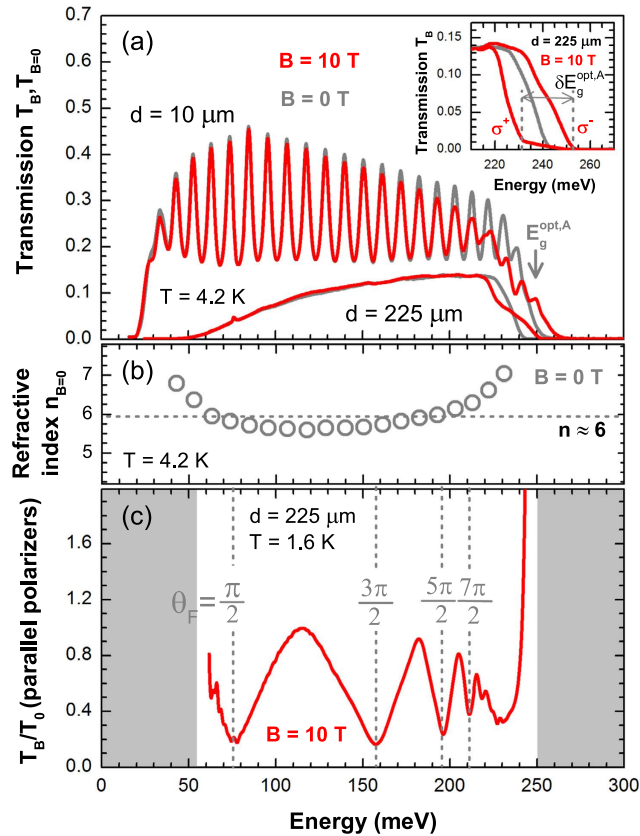 (a)
B = 10 T
B = 0 T
d = 10 μm
T = 4.2 K
d = 225 μm
E_g^opt,A
Transmission T_B, T_B=0
0.0
0.1
0.2
0.3
0.4
0.5
0.6
0.7
d = 225 μm
B = 10 T
δE_g^opt,A
σ⁺
σ⁻
Transmission T_B
0.00
0.05
0.10
0.15
220
240
260
Energy (meV)
(b)
B = 0 T
n ≈ 6
T = 4.2 K
Refractive
index n_B=0
5
6
7
(c)
d = 225 μm
T = 1.6 K
θ_F = π/2
3π/2
5π/2
7π/2
B = 10 T
T_B/T_0 (parallel polarizers)
0.0
0.4
0.8
1.2
1.6
0
50
100
150
200
250
300
Energy (meV)